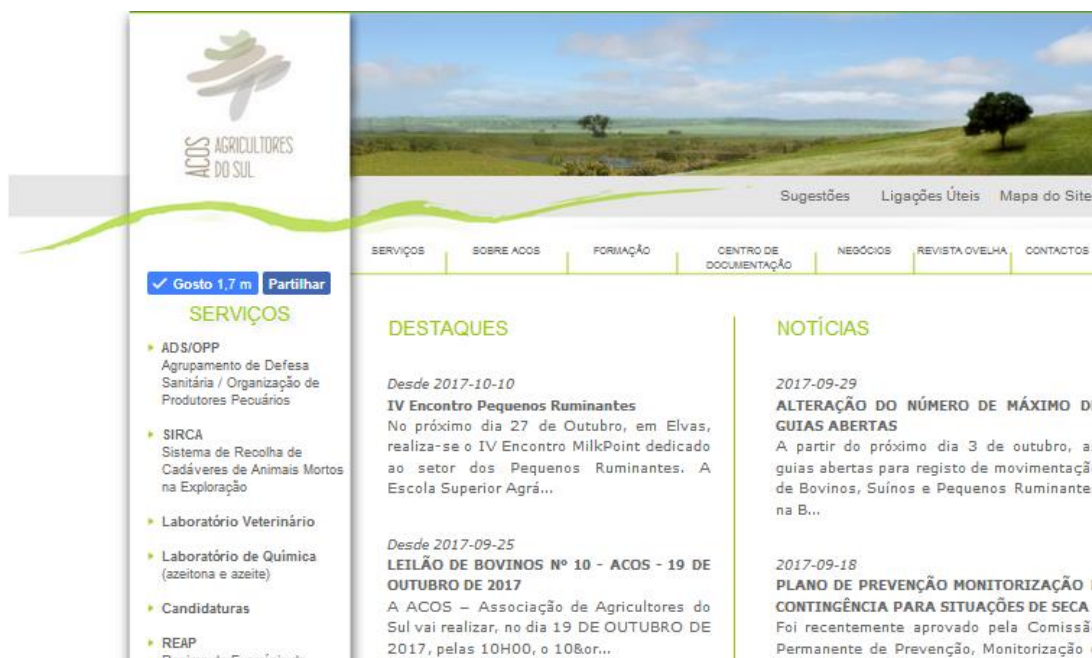 ACOS AGRICULTORES
DO SUL
Sugestões Ligações Úteis Mapa do Site
SERVIÇOS SOBRE ACOS FORMAÇÃO CENTRO DE DOCUMENTAÇÃO NEGÓCIOS REVISTA OVELHA CONTACTOS
Gosto 1,7 m Partilhar
SERVIÇOS
ADS/OPP
Agrupamento de Defesa
Sanitária / Organização de
Produtores Pecuários
SIRCA
Sistema de Recolha de
Cadáveres de Animais Mortos
na Exploração
Laboratório Veterinário
Laboratório de Química
(azeitona e azeite)
Candidaturas
REAP
DESTAQUES
Desde 2017-10-10
IV Encontro Pequenos Ruminantes
No próximo dia 27 de Outubro, em Elvas,
realiza-se o IV Encontro MilkPoint dedicado
ao setor dos Pequenos Ruminantes. A
Escola Superior Agrá...
Desde 2017-09-25
LEILÃO DE BOVINOS Nº 10 - ACOS - 19 DE
OUTUBRO DE 2017
A ACOS – Associação de Agricultores do
Sul vai realizar, no dia 19 DE OUTUBRO DE
2017, pelas 10H00, o 10&or...
NOTÍCIAS
2017-09-29
ALTERAÇÃO DO NÚMERO DE MÁXIMO
GUIAS ABERTAS
A partir do próximo dia 3 de outubro,
guias abertas para registo de
de Bovinos, Suínos e Pequenos
na B...
2017-09-18
PLANO DE PREVENÇÃO MONITORIZAÇÃO
CONTINGÊNCIA PARA SITUAÇÕES DE SECA
Foi recentemente aprovado pela
Permanente de Prevenção, Monitorização